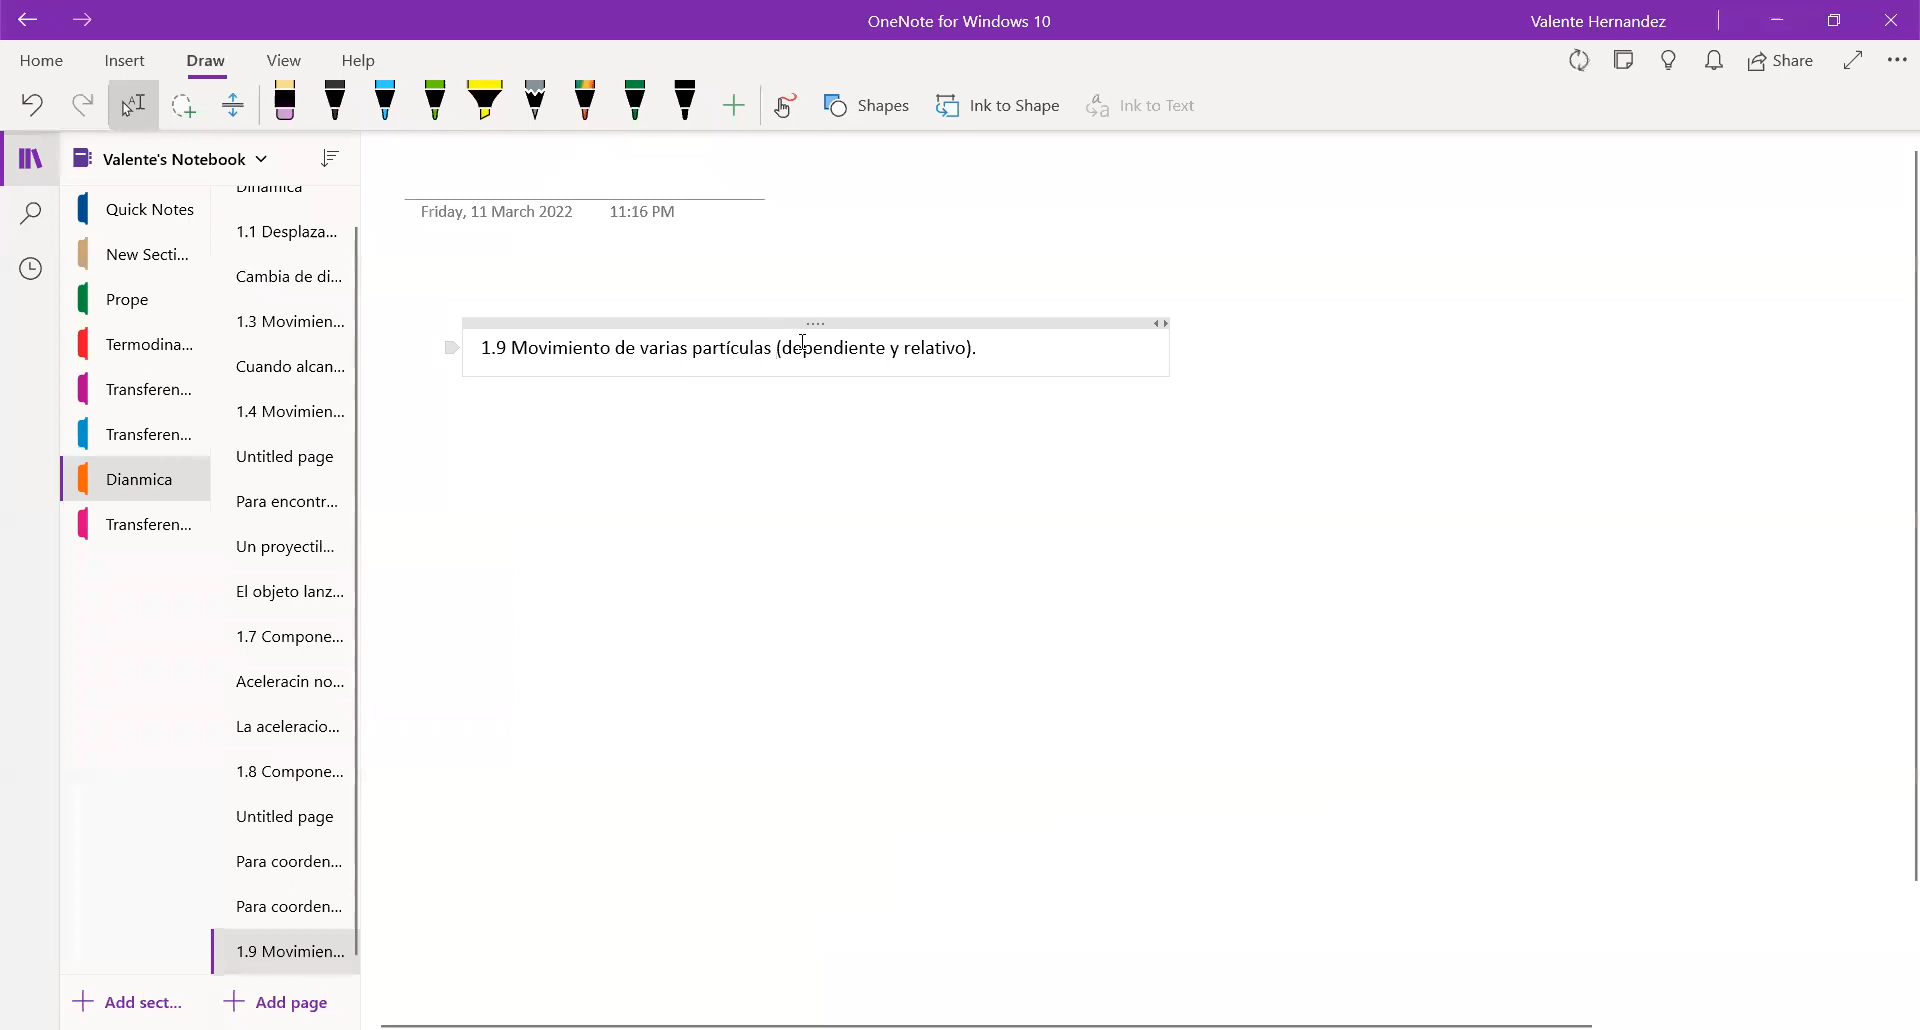 OneNote for Windows 10
Valente Hernandez
Home
Insert
Draw
View
Help
Share
Shapes
Ink to Shape
Ink to Text
Valente's Notebook
Quick Notes
New Secti...
Prope
Termodina...
Transferen...
Transferen...
Dianmica
Transferen...
Add sect...
Dinamica
1.1 Desplaza...
Cambia de di...
1.3 Movimien...
Cuando alcan...
1.4 Movimien...
Untitled page
Para encontr...
Un proyectil...
El objeto lanz...
1.7 Compone...
Aceleracin no...
La aceleracio...
1.8 Compone...
Untitled page
Para coorden...
Para coorden...
1.9 Movimien...
Add page
Friday, 11 March 2022 11:16 PM
1.9 Movimiento de varias partículas (dependiente y relativo).